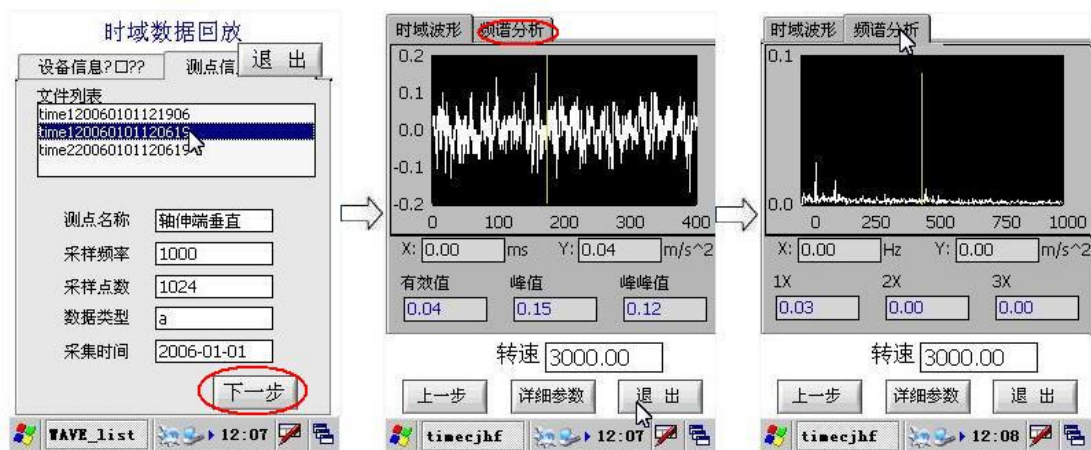 时域数据回放
设备信息?口??
测点信
退 出
文件列表
time120060101121906
time120060101120619
time220060101120619
测点名称
轴伸端垂直
采样频率
1000
采样点数
1024
数据类型
a
采集时间
2006-01-01
下一步
WAVE_list
12:07
时域波形
频谱分析
0.2
0.1
0.0
-0.1
-0.2
0 100 200 300 400
X: 0.00 ms Y: 0.04 m/s^2
有效值 峰值 峰峰值
0.04 0.15 0.12
转速 3000.00
上一步 详细参数 退 出
timecjhf
12:07
时域波形
频谱分析
0.1
0.0
0 250 500 750 1000
X: 0.00 Hz Y: 0.00 m/s^2
1X 2X 3X
0.03 0.00 0.00
转速 3000.00
上一步 详细参数 退 出
timecjhf
12:08